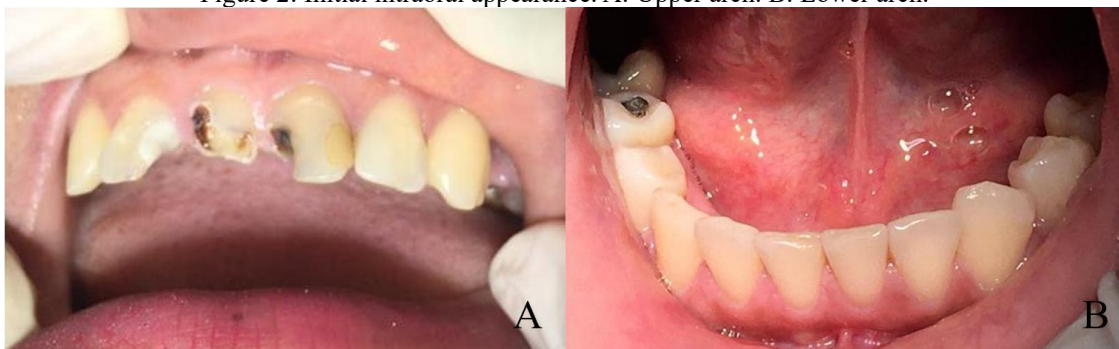 Figure 2. Initial intraoral appearance. A. Upper arch. B. Lower arch.
A B